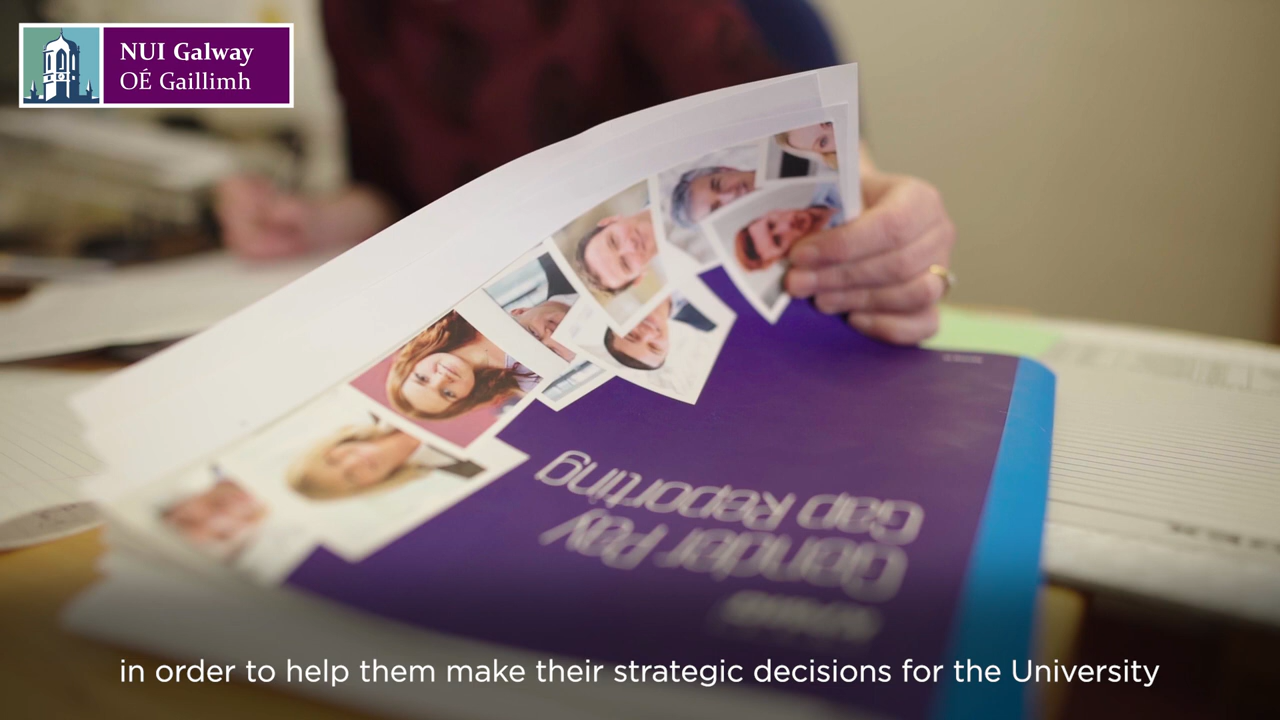 NUI Galway
OÉ Gaillimh
Gender Pay
Gap Reporting
in order to help them make their strategic decisions for the University